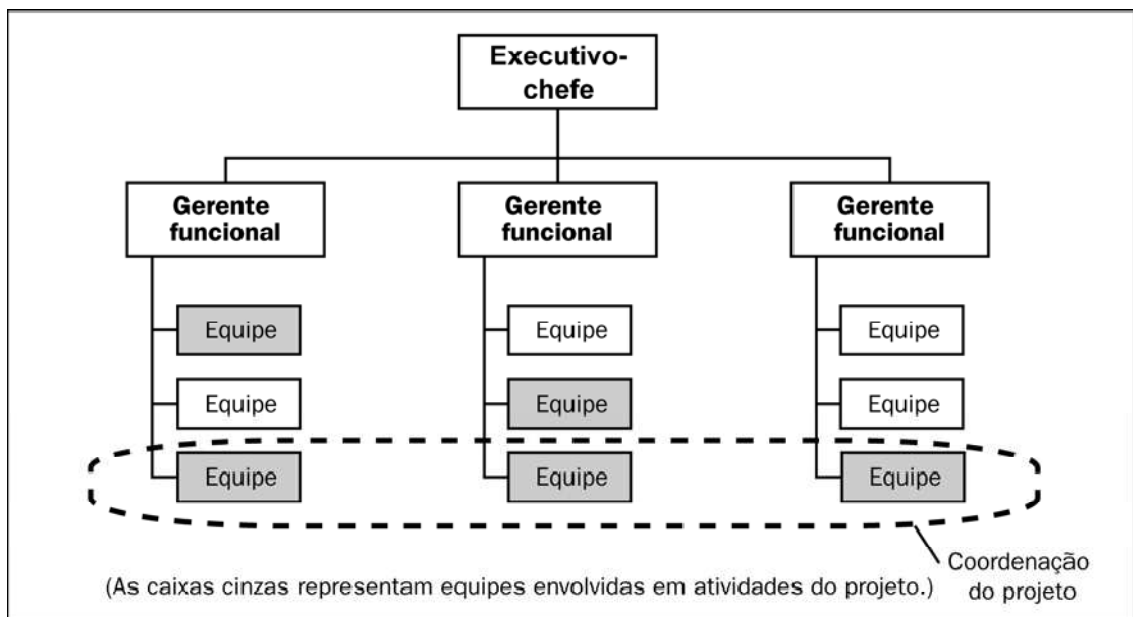 Executivo-
chefe
Gerente
funcional
Gerente
funcional
Gerente
funcional
Equipe
Equipe
Equipe
Equipe
Equipe
Equipe
Equipe
Equipe
Equipe
Coordenação
do projeto
(As caixas cinzas representam equipes envolvidas em atividades do projeto.)